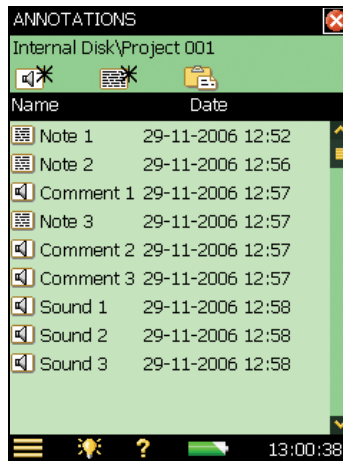 ANNOTATIONS
Internal Disk\Project 001
Name Date
Note 1 29-11-2006 12:52
Note 2 29-11-2006 12:56
Comment 1 29-11-2006 12:57
Note 3 29-11-2006 12:57
Comment 2 29-11-2006 12:57
Comment 3 29-11-2006 12:57
Sound 1 29-11-2006 12:58
Sound 2 29-11-2006 12:58
Sound 3 29-11-2006 12:58
? 13:00:38